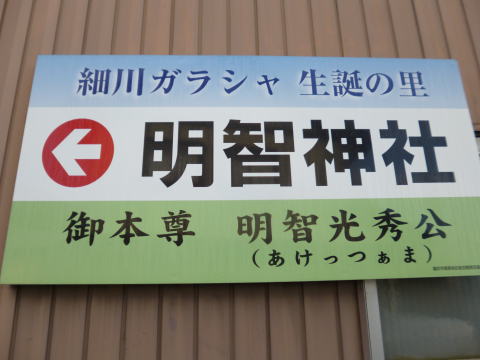 細川ガラシャ 生誕の里
明智神社
御本尊 明智光秀公
(あけっつぁま)